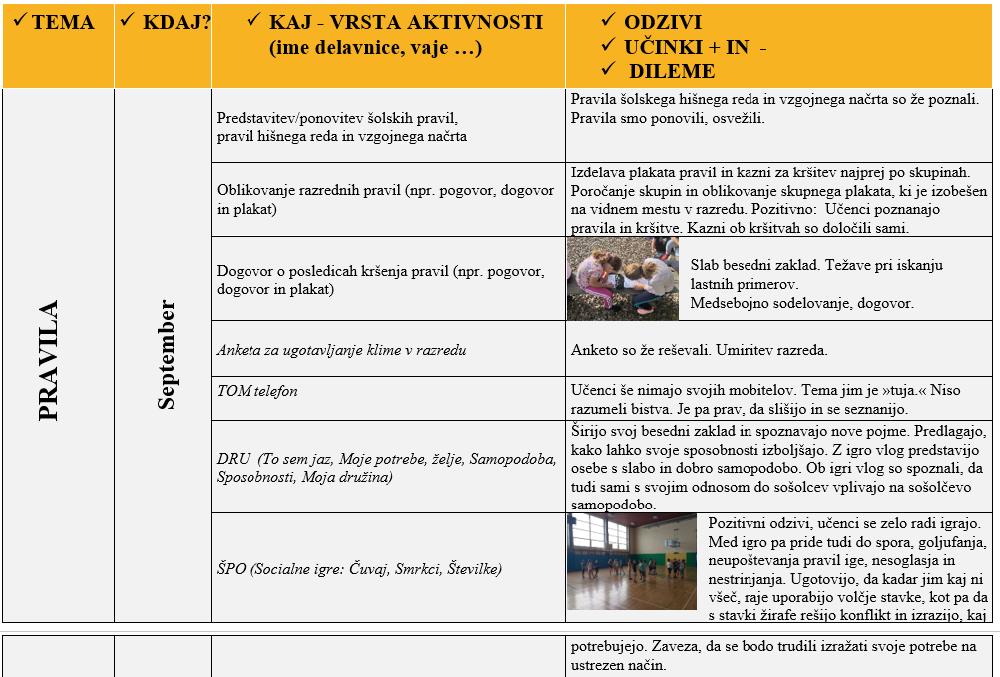 ✓ TEMA
✓ KDAJ?
✓ KAJ - VRSTA AKTIVNOSTI
(ime delavnice, vaje …)
✓ ODZIVI
✓ UČINKI + IN -
✓ DILEME
PRAVILA
September
Predstavitev/ponovitev šolskih pravil,
pravil hišnega reda in vzgojnega načrta
Pravila šolskega hišnega reda in vzgojnega načrta so že poznali.
Pravila smo ponovili, osvežili.
Oblikovanje razrednih pravil (npr. pogovor, dogovor
in plakat)
Izdelava plakata pravil in kazni za kršitev najprej po skupinah.
Poročanje skupin in oblikovanje skupnega plakata, ki je izobešen
na vidnem mestu v razredu. Pozitivno: Učenci poznanajo
pravila in kršitve. Kazni ob kršitvah so določili sami.
Dogovor o posledicah kršenja pravil (npr. pogovor,
dogovor in plakat)
Slab besedni zaklad. Težave pri iskanju
lastnih primerov.
Medsebojno sodelovanje, dogovor.
Anketa za ugotavljanje klime v razredu
Anketo so že reševali. Umiritev razreda.
TOM telefon
Učenci še nimajo svojih mobitelov. Tema jim je »tuja.« Niso
razumeli bistva. Je pa prav, da slišijo in se seznanijo.
DRU (To sem jaz, Moje potrebe, želje, Samopodoba,
Sposobnosti, Moja družina)
Širijo svoj besedni zaklad in spoznavajo nove pojme. Predlagajo,
kako lahko svoje sposobnosti izboljšajo. Z igro vlog predstavijo
osebe s slabo in dobro samopodobo. Ob igri vlog so spoznali, da
tudi sami s svojim odnosom do sošolcev vplivajo na sošolčevo
samopodobo.
ŠPO (Socialne igre: Čuvaj, Smrkci, Številke)
Pozitivni odzivi, učenci se zelo radi igrajo.
Med igro pa pride tudi do spora, goljufanja,
neupoštevanja pravil ige, nesoglasja in
nestrinjanja. Ugotovijo, da kadar jim kaj ni
všeč, raje uporabijo volčje stavke, kot pa da
s stavki žirafe rešijo konflikt in izrazijo, kaj
potrebujejo. Zaveza, da se bodo trudili izražati svoje potrebe na
ustrezen način.